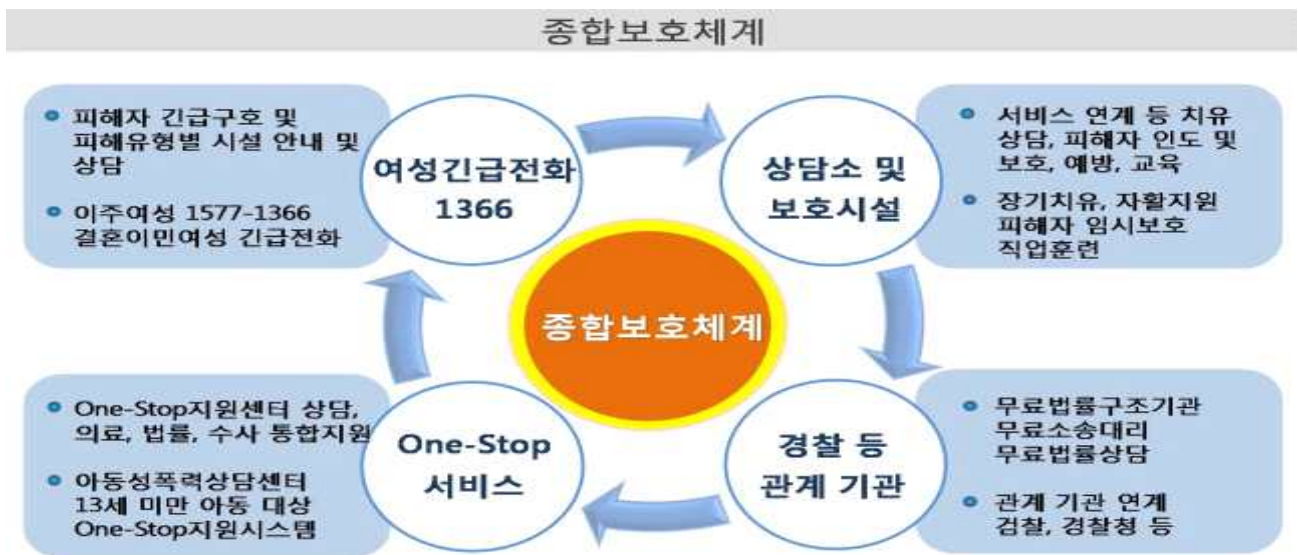 종합보호체계
피해자 긴급구호 및
피해유형별 시설 안내 및
상담
이주여성 1577-1366
결혼이민여성 긴급전화
여성긴급전화
1366
상담소 및
보호시설
서비스 연계 등 치유
상담, 피해자 인도 및
보호, 예방, 교육
장기치유, 자활지원
피해자 임시보호
직업훈련
종합보호체계
One-Stop지원센터 상담,
의료, 법률, 수사 통합지원
아동성폭력상담센터
13세 미만 아동 대상
One-Stop지원시스템
One-Stop
서비스
경찰 등
관계 기관
무료법률구조기관
무료소송대리
무료법률상담
관계 기관 연계
검찰, 경찰청 등